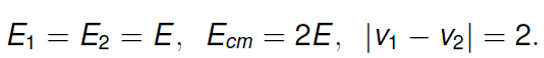 E₁ = E₂ = E, E_cm = 2E, |v₁ − v₂| = 2.